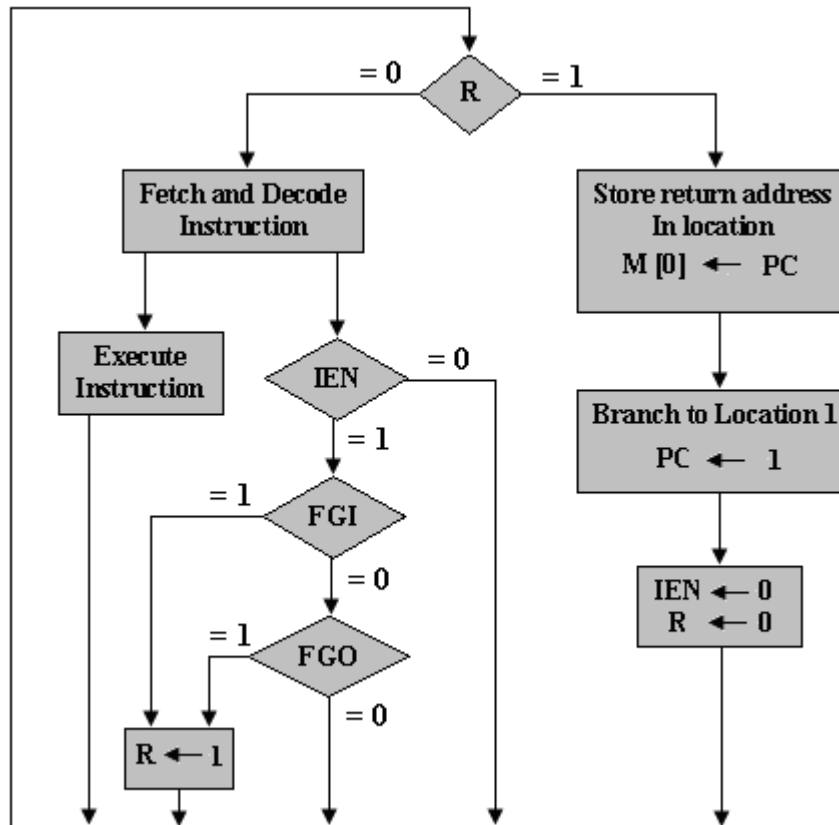 = 0
= 1
R
Fetch and Decode
Instruction
Store return address
In location
M [0] ← PC
Execute
Instruction
IEN
= 0
= 1
Branch to Location 1
PC ← 1
= 1
FGI
= 0
IEN ← 0
R ← 0
= 1
FGO
= 0
R ← 1